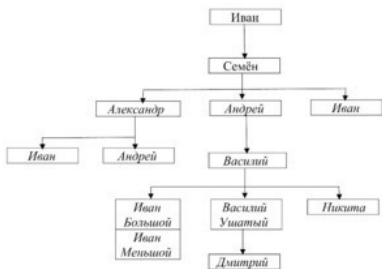 Иван
Семён
Александр
Андрей
Иван
Иван
Андрей
Василий
Иван
Большой
Иван
Меньшой
Василий
Ушатый
Никита
Дмитрий